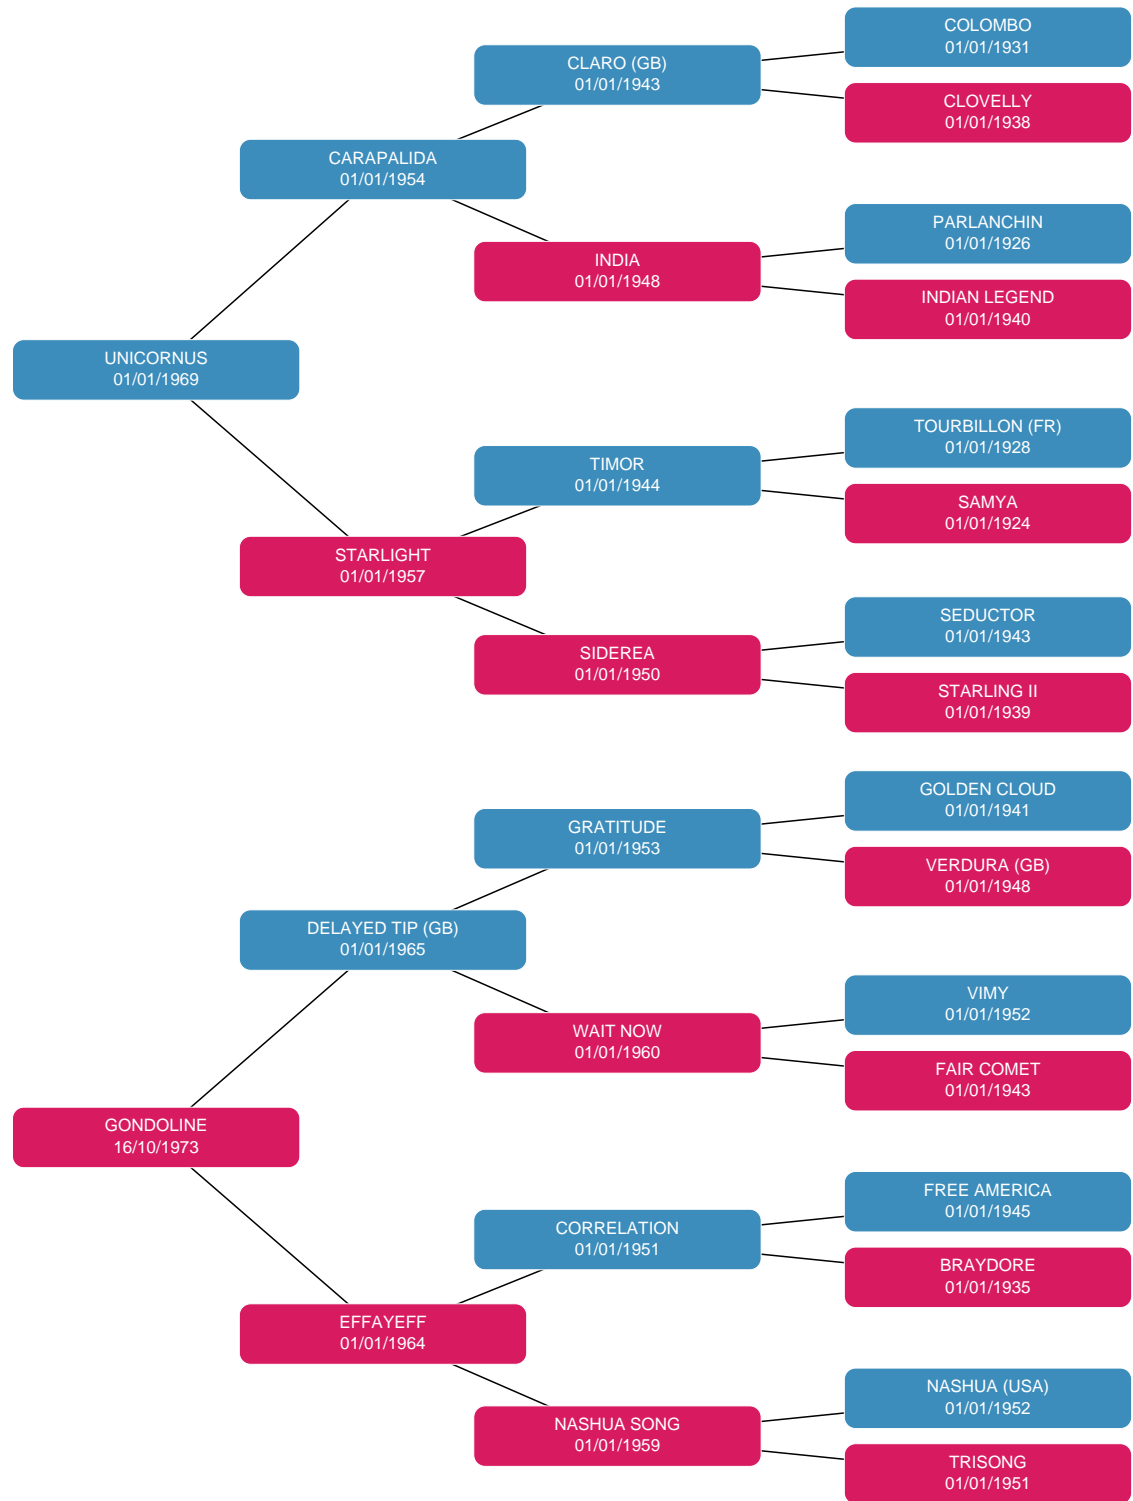 COLOMBO
01/01/1931
CLARO (GB)
01/01/1943
CLOVELLY
01/01/1938
CARAPALIDA
01/01/1954
PARLANCHIN
01/01/1926
INDIA
01/01/1948
INDIAN LEGEND
01/01/1940
UNICORNUS
01/01/1969
TOURBILLON (FR)
01/01/1928
TIMOR
01/01/1944
SAMYA
01/01/1924
STARLIGHT
01/01/1957
SEDUCTOR
01/01/1943
SIDEREA
01/01/1950
STARLING II
01/01/1939
GOLDEN CLOUD
01/01/1941
GRATITUDE
01/01/1953
VERDURA (GB)
01/01/1948
DELAYED TIP (GB)
01/01/1965
VIMY
01/01/1952
WAIT NOW
01/01/1960
FAIR COMET
01/01/1943
GONDOLINE
16/10/1973
FREE AMERICA
01/01/1945
CORRELATION
01/01/1951
BRAYDORE
01/01/1935
EFFAYEFF
01/01/1964
NASHUA (USA)
01/01/1952
NASHUA SONG
01/01/1959
TRISONG
01/01/1951